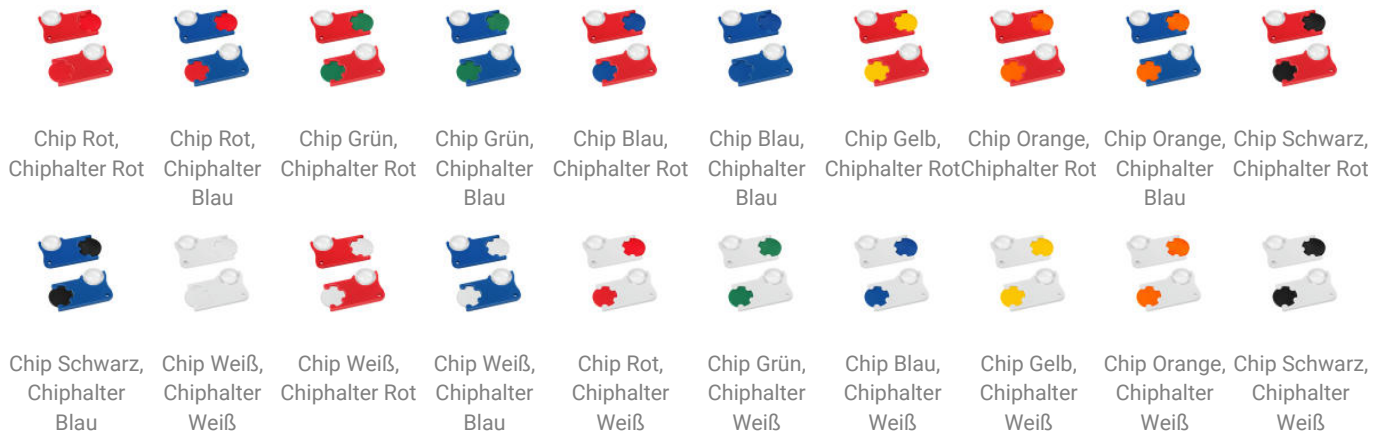 Chip Rot,
Chiphalter Rot
Chip Rot,
Chiphalter
Blau
Chip Grün,
Chiphalter Rot
Chip Grün,
Chiphalter
Blau
Chip Blau,
Chiphalter Rot
Chip Blau,
Chiphalter
Blau
Chip Gelb,
Chiphalter Rot
Chip Orange,
Chiphalter Rot
Chip Orange,
Chiphalter
Blau
Chip Schwarz,
Chiphalter Rot
Chip Schwarz,
Chiphalter
Blau
Chip Weiß,
Chiphalter
Weiß
Chip Weiß,
Chiphalter Rot
Chip Weiß,
Chiphalter
Blau
Chip Rot,
Chiphalter
Weiß
Chip Grün,
Chiphalter
Weiß
Chip Blau,
Chiphalter
Weiß
Chip Gelb,
Chiphalter
Weiß
Chip Orange,
Chiphalter
Weiß
Chip Schwarz,
Chiphalter
Weiß